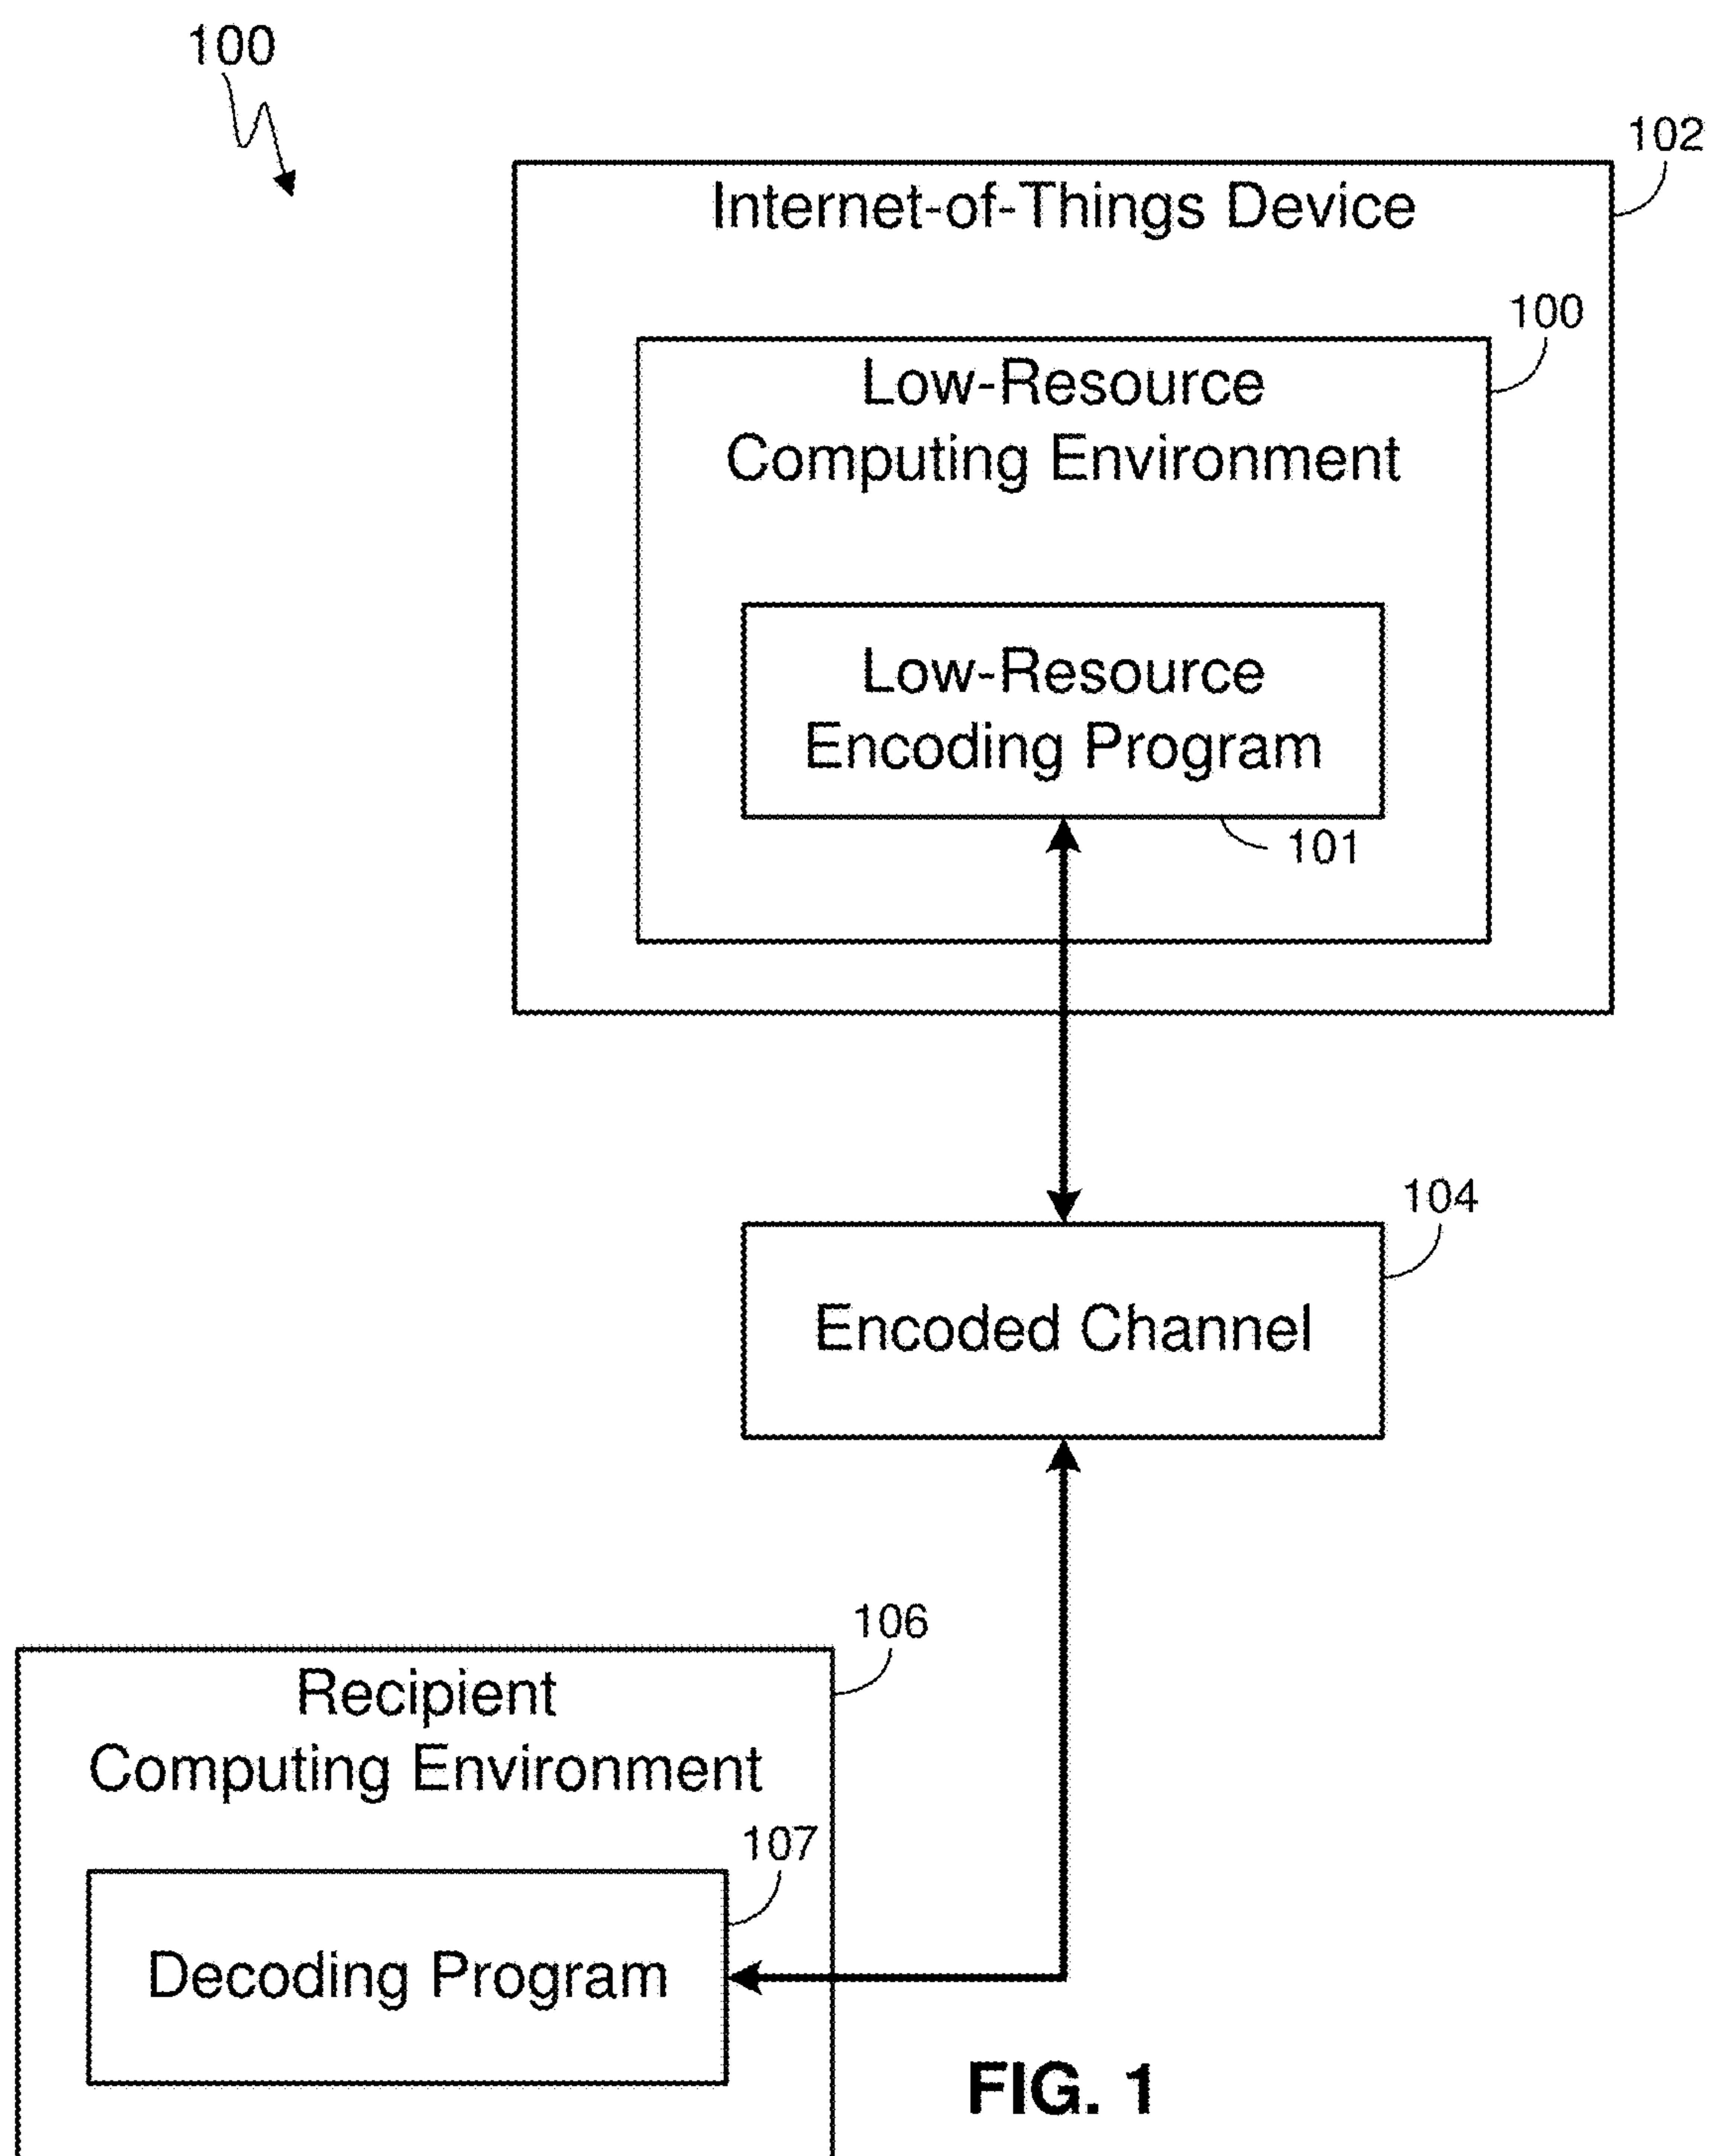 100
102
Internet-of-Things Device
100
Low-Resource
Computing Environment
Low-Resource
Encoding Program
101
104
Encoded Channel
106
Recipient
Computing Environment
107
Decoding Program
FIG. 1